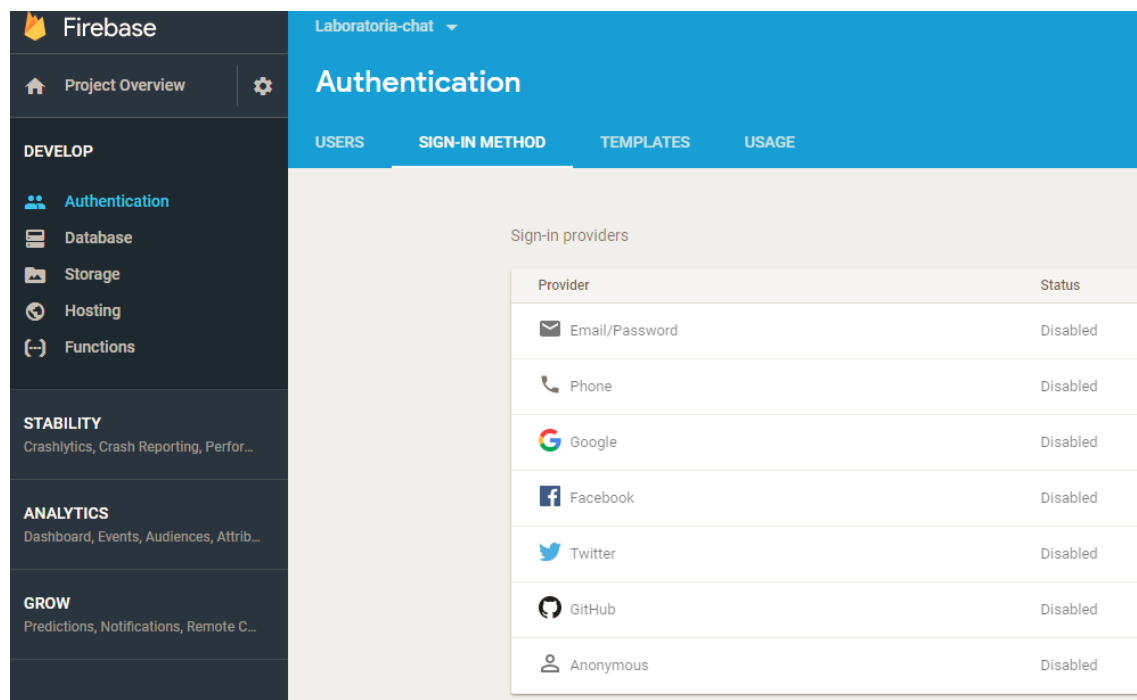 Firebase
Project Overview
DEVELOP
Authentication
Database
Storage
Hosting
Functions
STABILITY
Crashlytics, Crash Reporting, Perfor...
ANALYTICS
Dashboard, Events, Audiences, Attrib...
GROW
Predictions, Notifications, Remote C...
Laboratoria-chat
Authentication
USERS SIGN-IN METHOD TEMPLATES USAGE
Sign-in providers
Provider Status
Email/Password Disabled
Phone Disabled
Google Disabled
Facebook Disabled
Twitter Disabled
GitHub Disabled
Anonymous Disabled